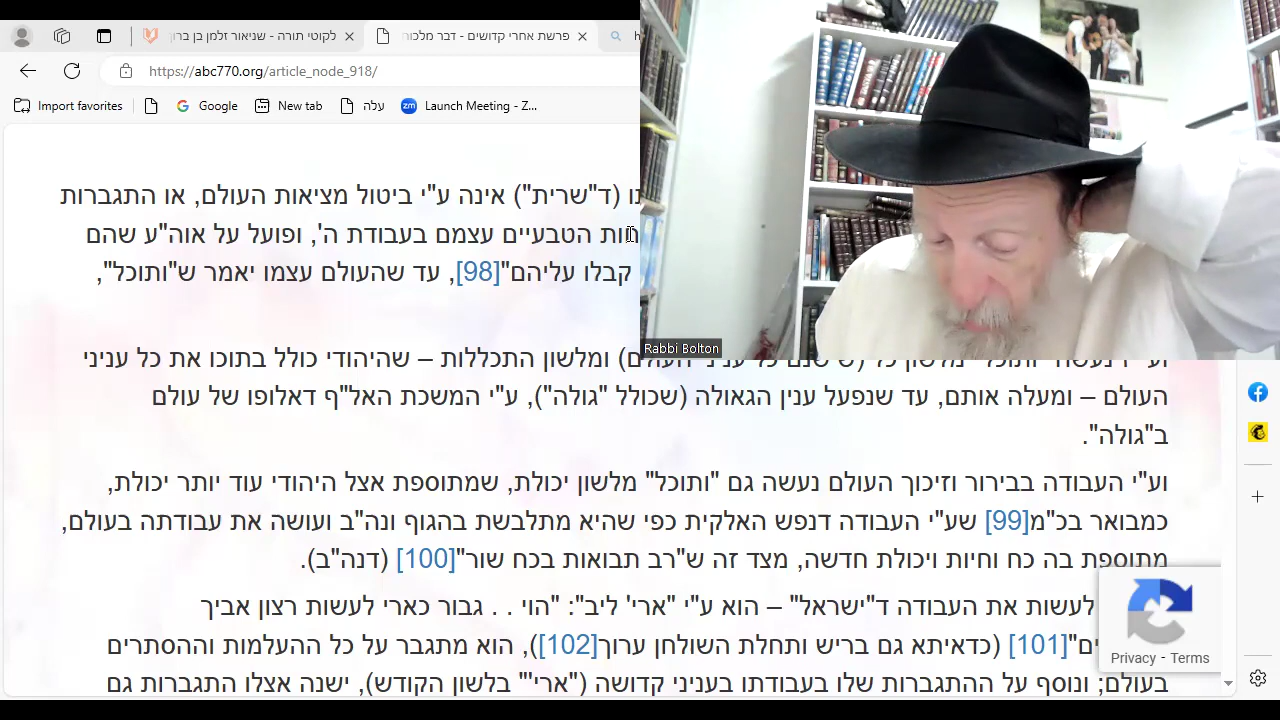 לקוטי תורה - שניאור זלמן בן בר
פרשת אחרי קדושים - דבר מלכות
https://abc770.org/article_node_918/
Import favorites
Google
New tab
עלה
Launch Meeting - Z...
(ד"שרית") אינה ע"י ביטול מציאות העולם, או התגברות
הטבעיים עצמם בעבודת ה', ופועל על אוה"ע שהם
קבלו עליהם"[98], עד שהעולם עצמו יאמר ש"ותוכל",
Rabbi Bolton
ומלשון התכללות – שהיהודי כולל בתוכו את כל עניני
העולם – ומעלה אותם, עד שנפעל ענין הגאולה (שכולל "גולה"), ע"י המשכת האל"ף דאלופו של עולם
ב"גולה".
וע"י העבודה בבירור וזיכוך העולם נעשה גם "ותוכל" מלשון יכולת, שמתוספת אצל היהודי עוד יותר יכולת,
כמבואר בכ"מ[99] שע"י העבודה דנפש האלקית כפי שהיא מתלבשת בהגוף ונה"ב ועושה את עבודתה בעולם,
מתוספת בה כח וחיות ויכולת חדשה, מצד זה ש"רב תבואות בכח שור"[100] (דנה"ב).
לעשות את העבודה ד"ישראל" – הוא ע"י "ארי' ליב": "הוי . . גבור כארי לעשות רצון אביך
[101] (כדאיתא גם בריש ותחלת השולחן ערוך[102]), הוא מתגבר על כל ההעלמות וההסתרים
בעולם; ונוסף על ההתגברות שלו בעבודתו בעניני קדושה ("ארי'" בלשון הקודש), ישנה אצלו התגברות גם
Privacy - Terms